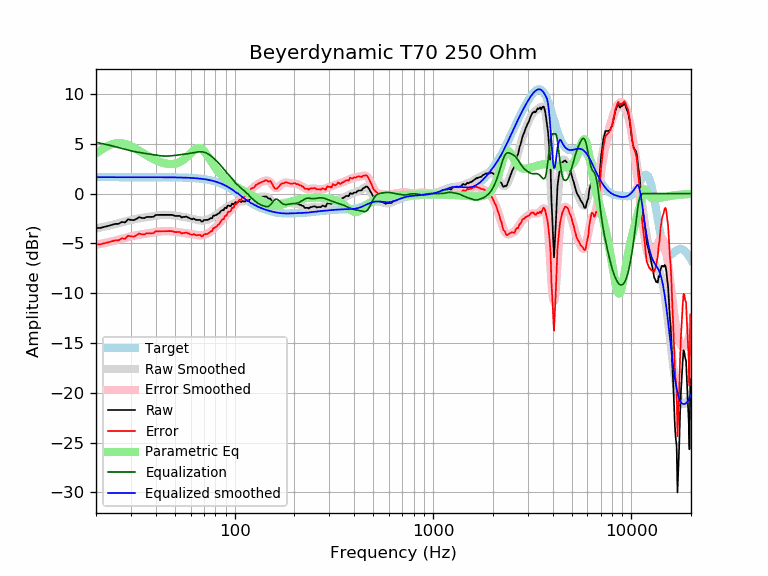 Beyerdynamic T70 250 Ohm
10
5
0
−5
−10
−15
−20
−25
−30
Amplitude (dBr)
Target
Raw Smoothed
Error Smoothed
Raw
Error
Parametric Eq
Equalization
Equalized smoothed
100 1000 10000
Frequency (Hz)